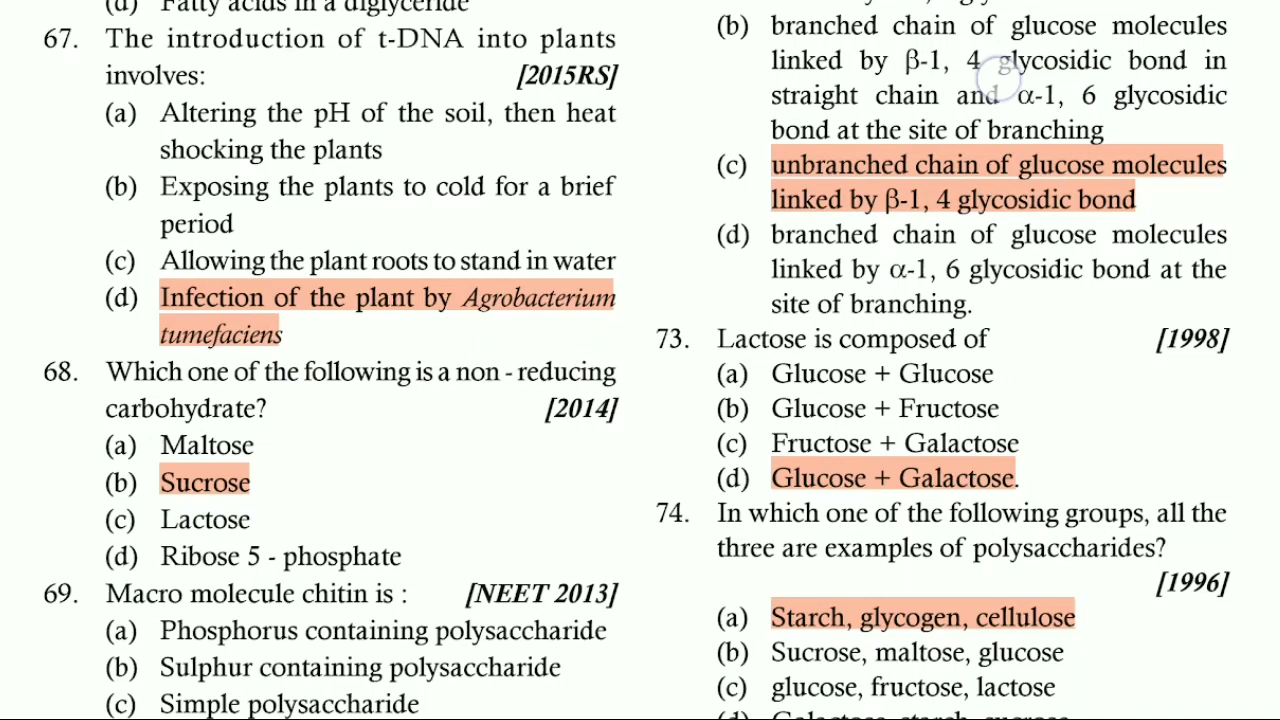 (d) Fatty acids in a diglyceride
67. The introduction of t-DNA into plants
involves: [2015RS]
(a) Altering the pH of the soil, then heat
shocking the plants
(b) Exposing the plants to cold for a brief
period
(c) Allowing the plant roots to stand in water
(d) Infection of the plant by Agrobacterium
tumefaciens
68. Which one of the following is a non - reducing
carbohydrate? [2014]
(a) Maltose
(b) Sucrose
(c) Lactose
(d) Ribose 5 - phosphate
69. Macro molecule chitin is : [NEET 2013]
(a) Phosphorus containing polysaccharide
(b) Sulphur containing polysaccharide
(c) Simple polysaccharide
(b) branched chain of glucose molecules
linked by β-1, 4 glycosidic bond in
straight chain and α-1, 6 glycosidic
bond at the site of branching
(c) unbranched chain of glucose molecules
linked by β-1, 4 glycosidic bond
(d) branched chain of glucose molecules
linked by α-1, 6 glycosidic bond at the
site of branching.
73. Lactose is composed of [1998]
(a) Glucose + Glucose
(b) Glucose + Fructose
(c) Fructose + Galactose
(d) Glucose + Galactose.
74. In which one of the following groups, all the
three are examples of polysaccharides?
[1996]
(a) Starch, glycogen, cellulose
(b) Sucrose, maltose, glucose
(c) glucose, fructose, lactose
(d) Galactose, starch, sucrose